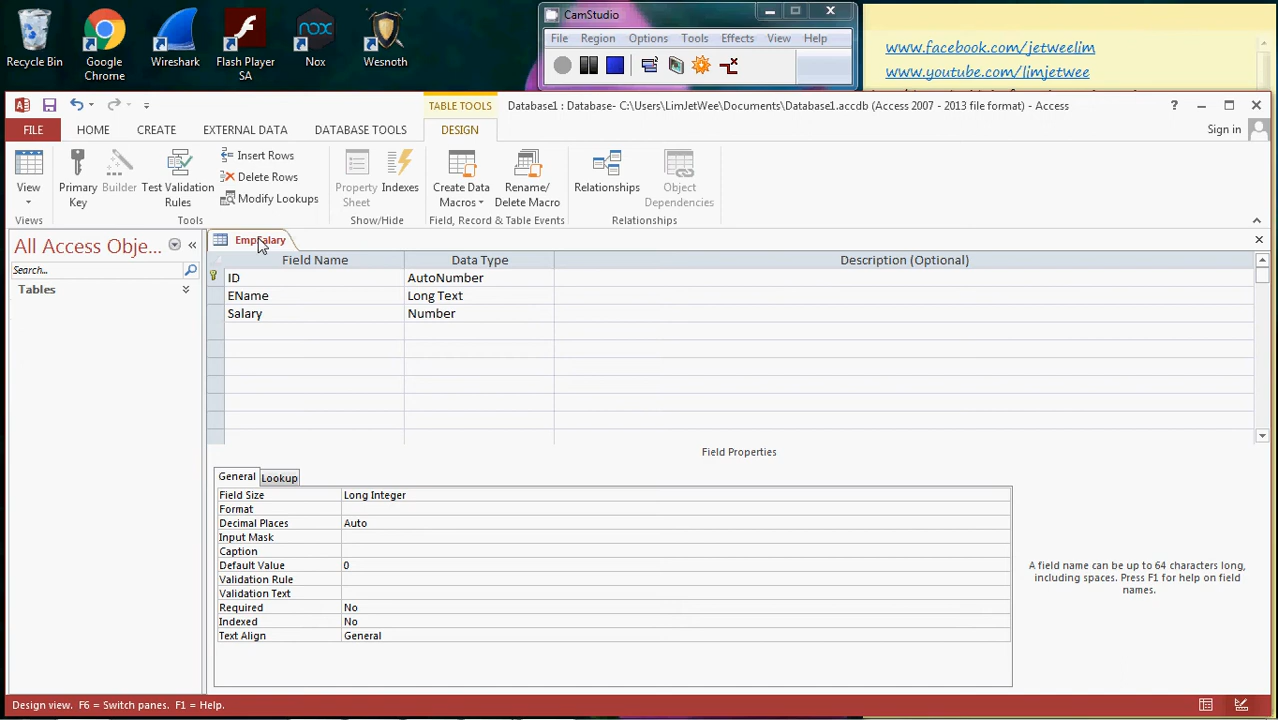 CamStudio
File Region Options Tools Effects View Help
www.facebook.com/jetweelim
www.youtube.com/limjetwee
Recycle Bin
Google Chrome
Wireshark
Flash Player SA
nox
Nox
Wesnoth
TABLE TOOLS
Database1 : Database- C:\Users\LimJetWee\Documents\Database1.accdb (Access 2007 - 2013 file format) - Access
?
FILE HOME CREATE EXTERNAL DATA DATABASE TOOLS DESIGN
Sign in
View
Primary Key
Builder
Test Validation Rules
Insert Rows
Delete Rows
Modify Lookups
Property Sheet
Indexes
Create Data Macros
Rename/ Delete Macro
Relationships
Object Dependencies
Views Tools Show/Hide Field, Record & Table Events Relationships
All Access Obje...
Search...
Tables
Field Name Data Type Description (Optional)
ID AutoNumber
EName Long Text
Salary Number
Field Properties
General Lookup
Field Size Long Integer
Format
Decimal Places Auto
Input Mask
Caption
Default Value 0
Validation Rule
Validation Text
Required No
Indexed No
Text Align General
A field name can be up to 64 characters long,
including spaces. Press F1 for help on field
names.
Design view. F6 = Switch panes. F1 = Help.